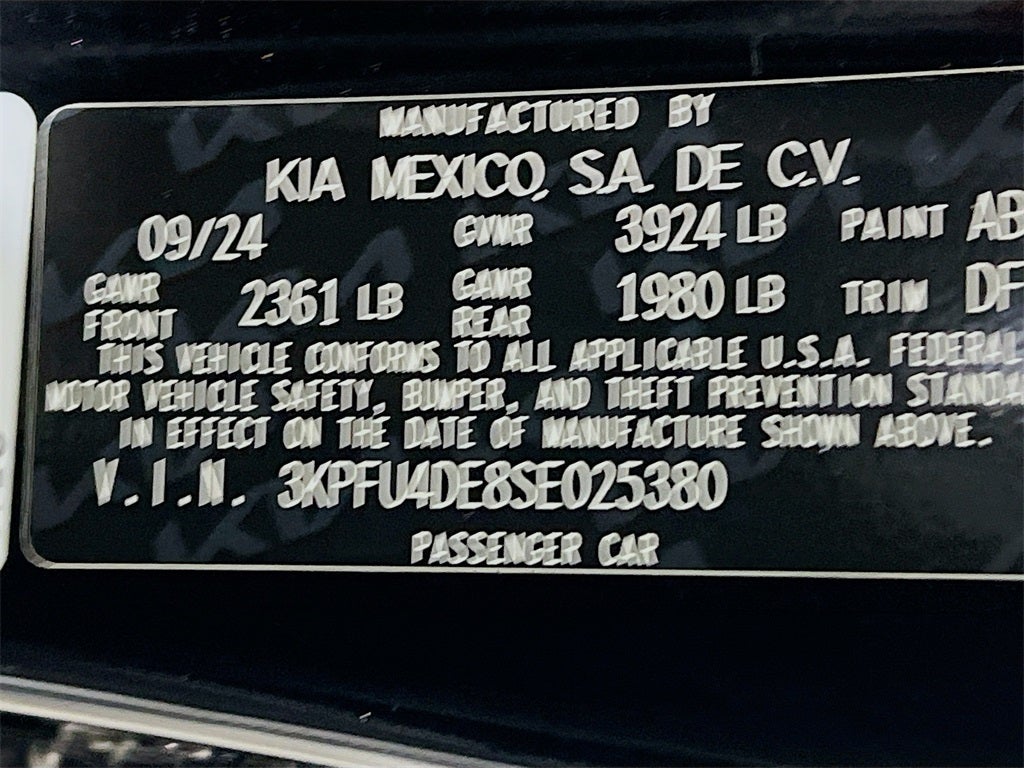 MANUFACTURED BY
KIA MEXICO, S.A. DE C.V.
09/24 GVWR 3924 LB PAINT AB
GAWR FRONT 2361 LB GAWR REAR 1980 LB TRIM DF
THIS VEHICLE CONFORMS TO ALL APPLICABLE U.S.A. FEDERAL
MOTOR VEHICLE SAFETY, BUMPER, AND THEFT PREVENTION STANDA
IN EFFECT ON THE DATE OF MANUFACTURE SHOWN ABOVE.
V.I.N. 3KPFU4DE8SE025380
PASSENGER CAR